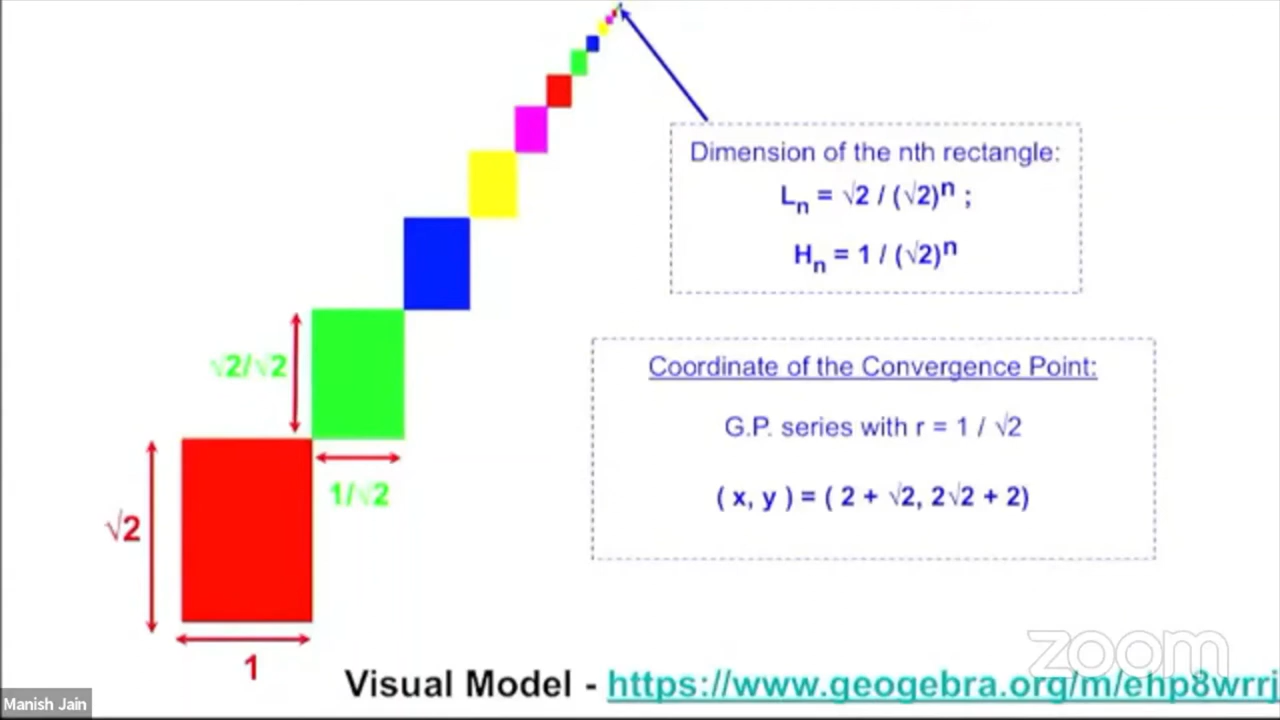 Dimension of the nth rectangle:
Lₙ = √2 / (√2)ⁿ ;
Hₙ = 1 / (√2)ⁿ
√2/√2
Coordinate of the Convergence Point:
G.P. series with r = 1 / √2
1/√2
( x, y ) = ( 2 + √2, 2√2 + 2)
√2
1
zoom
Visual Model - https://www.geogebra.org/m/ehp8wrrj
Manish Jain